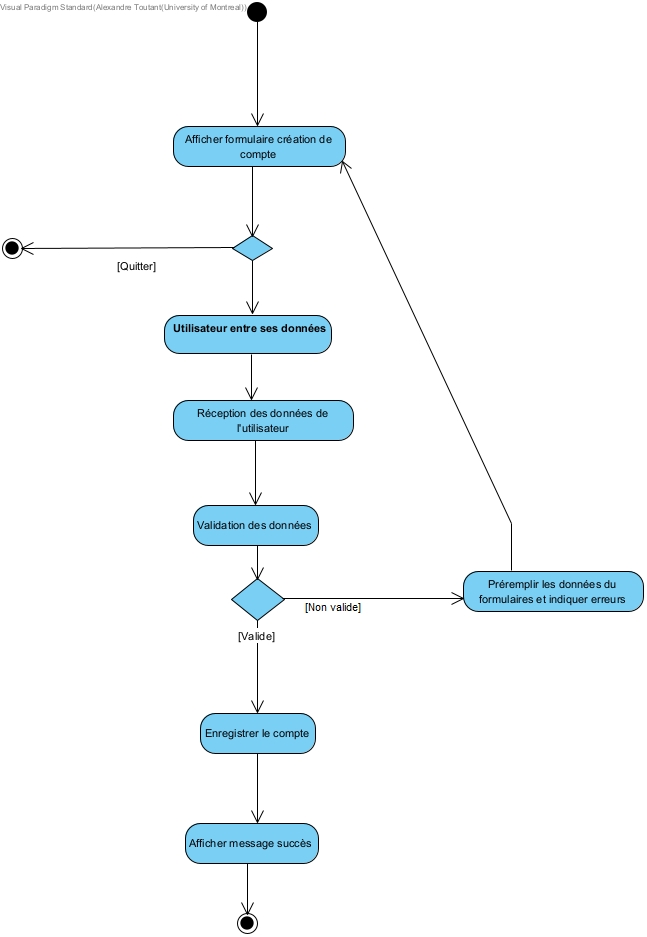 Visual Paradigm Standard(Alexandre Toutant(University of Montreal))
Afficher formulaire création de
compte
[Quitter]
Utilisateur entre ses données
Réception des données de
l'utilisateur
Validation des données
Préremplir les données du
formulaires et indiquer erreurs
[Non valide]
[Valide]
Enregistrer le compte
Afficher message succès